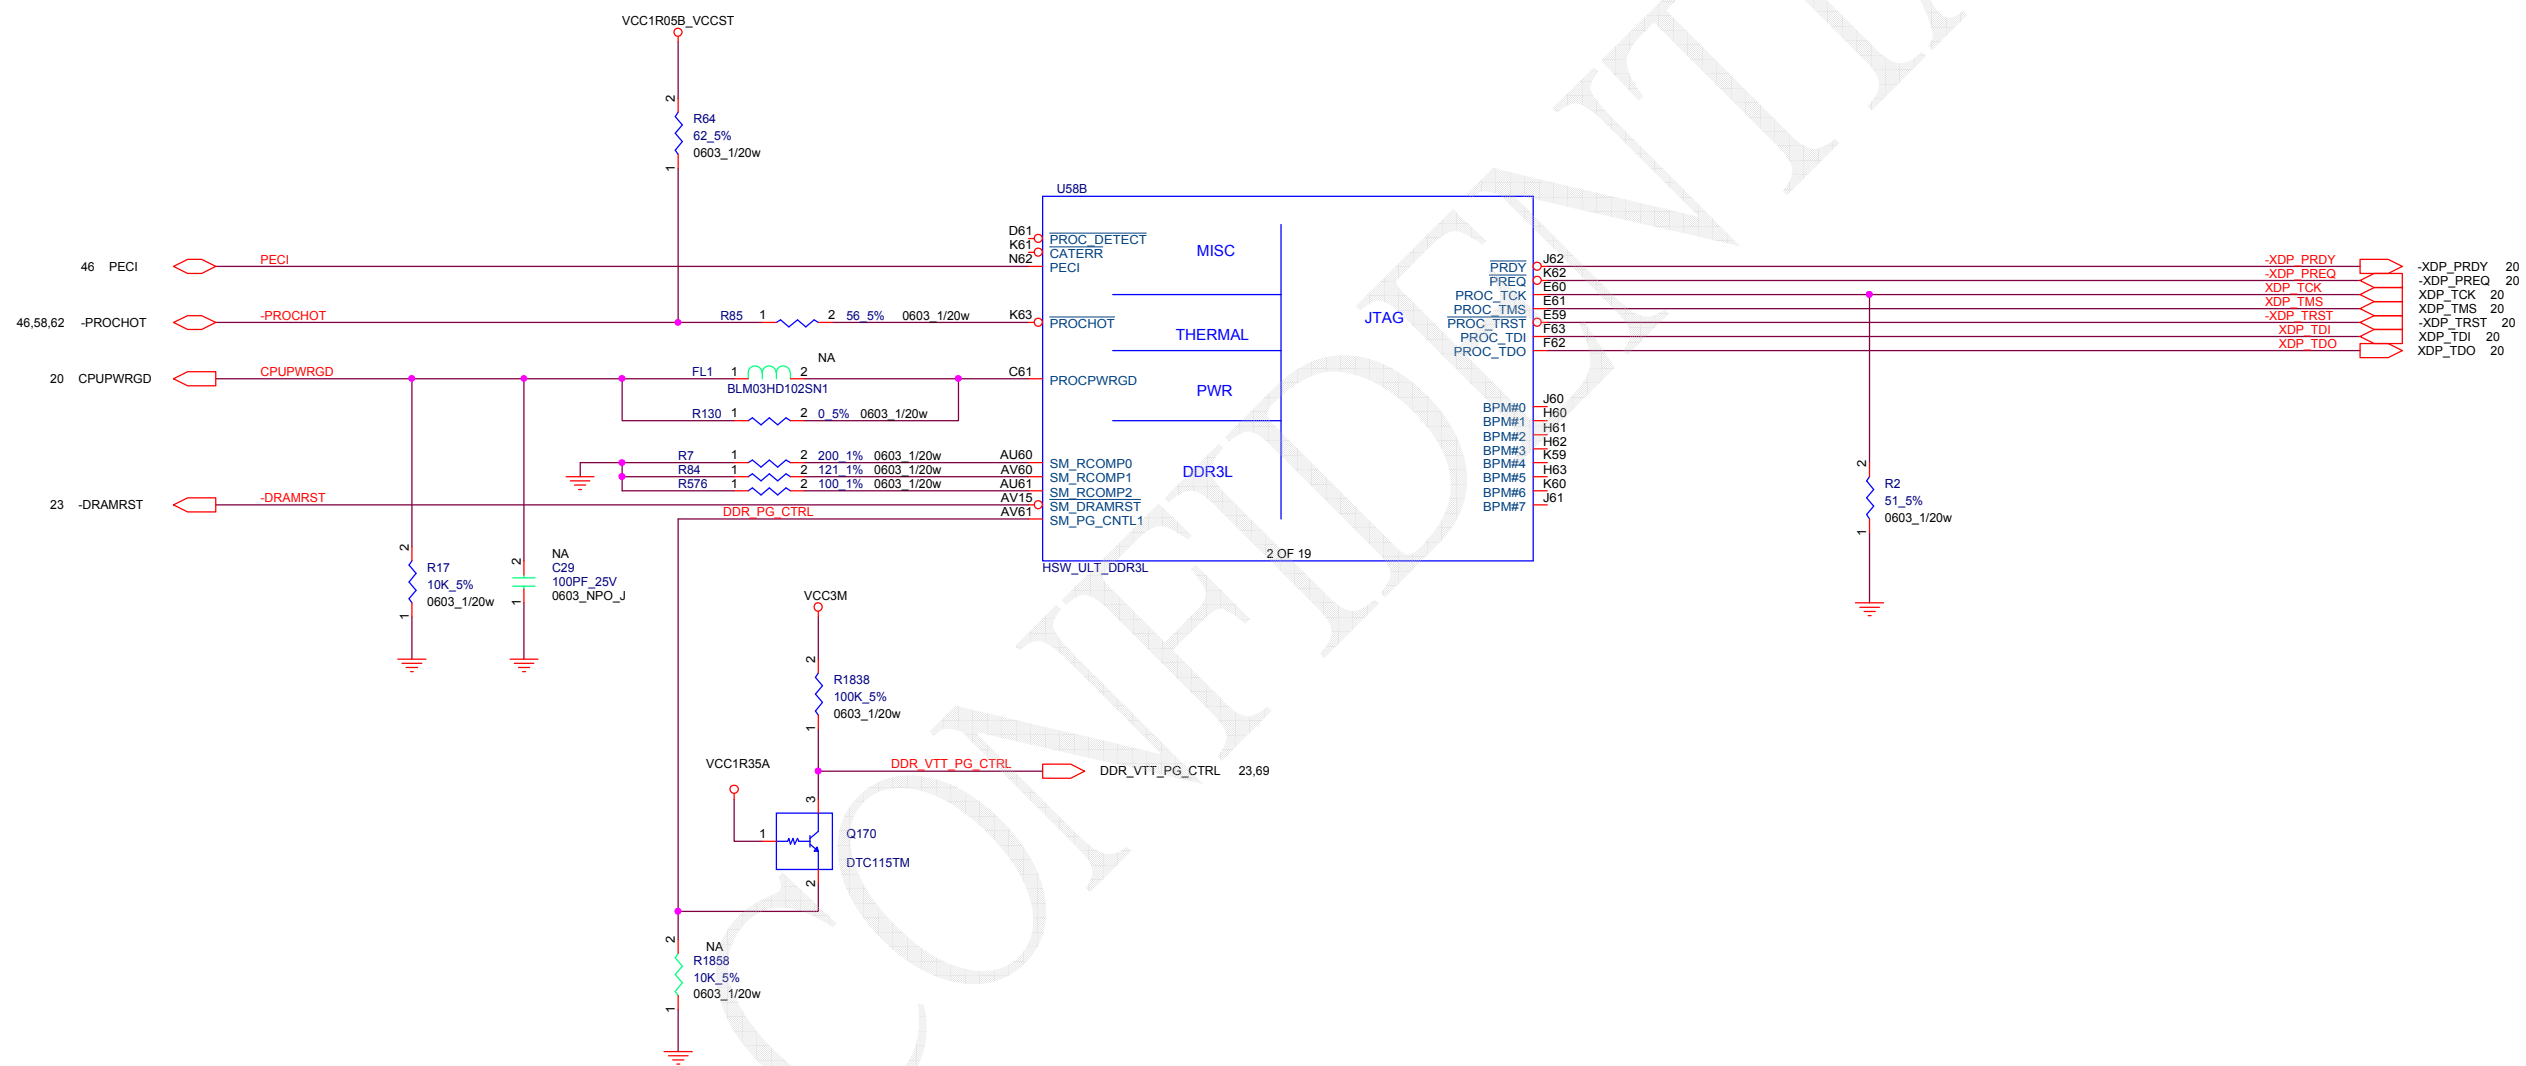 VCC1R05B_VCCST
2
R64
62_5%
0603_1/20w
1
U58B
D61
PROC_DETECT
K61
CATERR
N62
PECI
MISC
46 PECI
PECI
46,58,62 -PROCHOT
-PROCHOT
R85 1 2 56_5% 0603_1/20w
K63
PROCHOT
THERMAL
JTAG
NA
20 CPUPWRGD
CPUPWRGD
FL1 1 2
BLM03HD102SN1
C61
PROCPWRGD
PWR
R130 1 2 0_5% 0603_1/20w
R7 1 2 200_1% 0603_1/20w
AU60
SM_RCOMP0
R84 1 2 121_1% 0603_1/20w
AV60
SM_RCOMP1
R576 1 2 100_1% 0603_1/20w
AU61
SM_RCOMP2
DDR3L
23 -DRAMRST
-DRAMRST
AV15
SM_DRAMRST
DDR_PG_CTRL
AV61
SM_PG_CNTL1
2 OF 19
HSW_ULT_DDR3L
PRDY
J62
-XDP_PRDY
-XDP_PRDY 20
PREQ
K62
-XDP_PREQ
-XDP_PREQ 20
PROC_TCK
E60
XDP_TCK
XDP_TCK 20
PROC_TMS
E61
XDP_TMS
XDP_TMS 20
PROC_TRST
E59
-XDP_TRST
-XDP_TRST 20
PROC_TDI
F63
XDP_TDI
XDP_TDI 20
PROC_TDO
F62
XDP_TDO
XDP_TDO 20
BPM#0
J60
BPM#1
H60
BPM#2
H61
BPM#3
H62
BPM#4
K59
BPM#5
H63
BPM#6
K60
BPM#7
J61
2
R2
51_5%
0603_1/20w
1
2
R17
10K_5%
0603_1/20w
1
2
NA
C29
100PF_25V
0603_NPO_J
1
VCC3M
2
R1838
100K_5%
0603_1/20w
1
VCC1R35A
DDR_VTT_PG_CTRL
DDR_VTT_PG_CTRL 23,69
3
1
Q170
DTC115TM
2
2
NA
R1858
10K_5%
0603_1/20w
1
CONFIDENTI